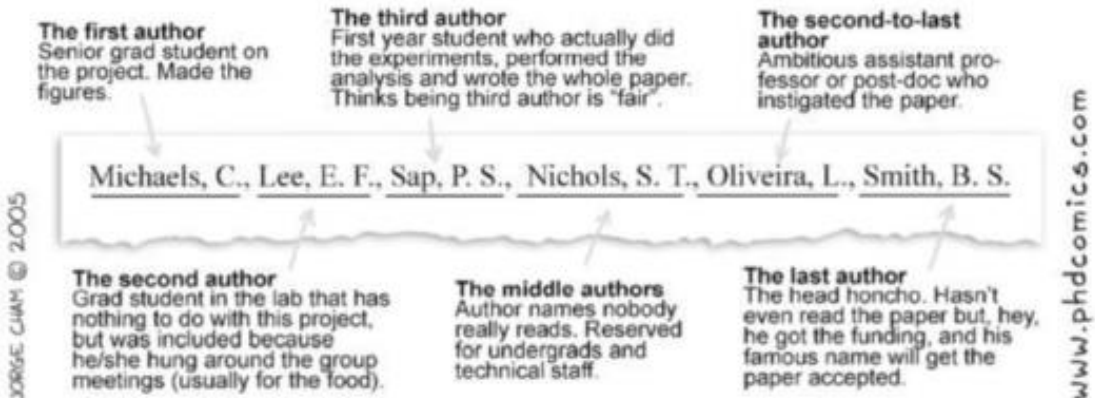 The first author
Senior grad student on
the project. Made the
figures.
The third author
First year student who actually did
the experiments, performed the
analysis and wrote the whole paper.
Thinks being third author is "fair".
The second-to-last
author
Ambitious assistant pro-
fessor or post-doc who
instigated the paper.
Michaels, C., Lee, E. F., Sap, P. S., Nichols, S. T., Oliveira, L., Smith, B. S.
The second author
Grad student in the lab that has
nothing to do with this project,
but was included because
he/she hung around the group
meetings (usually for the food).
The middle authors
Author names nobody
really reads. Reserved
for undergrads and
technical staff.
The last author
The head honcho. Hasn't
even read the paper but, hey,
he got the funding, and his
famous name will get the
paper accepted.
JORGE CHAM © 2005
www.phdcomics.com